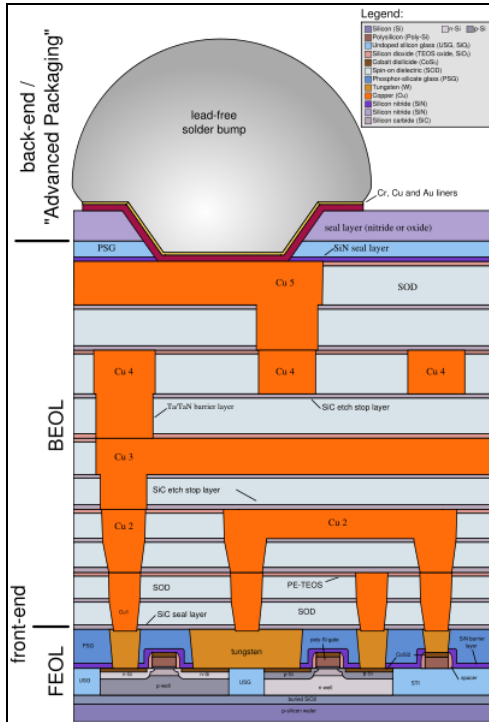 Legend:
Silicon (Si)
n-Si
p-Si
Polysilicon (Poly-Si)
Undoped silicon glass (USG, SiO₂)
Silicon dioxide (TEOS oxide, SiO₂)
Cobalt disilicide (CoSi₂)
Spin-on dielectric (SOD)
Phosphor-silicate glass (PSG)
Tungsten (W)
Copper (Cu)
Silicon nitride (SiN)
Silicon nitride (SiN)
Silicon carbide (SiC)
back-end /
"Advanced Packaging"
lead-free
solder bump
Cr, Cu and Au liners
seal layer (nitride or oxide)
PSG
SiN seal layer
Cu 5
SOD
BEOL
Cu 4
Cu 4
Cu 4
Ta/TaN barrier layer
SiC etch stop layer
Cu 3
SiC etch stop layer
Cu 2
Cu 2
SOD
PE-TEOS
Cu1
SOD
SiC seal layer
front-end
FEOL
PSG
tungsten
poly-Si gate
SiN barrier
layer
CoSi2
spacer
USG
n-Si
n-Si
p-well
USG
p-Si
p-Si
n-well
STI
buried SiO2
p-silicon wafer